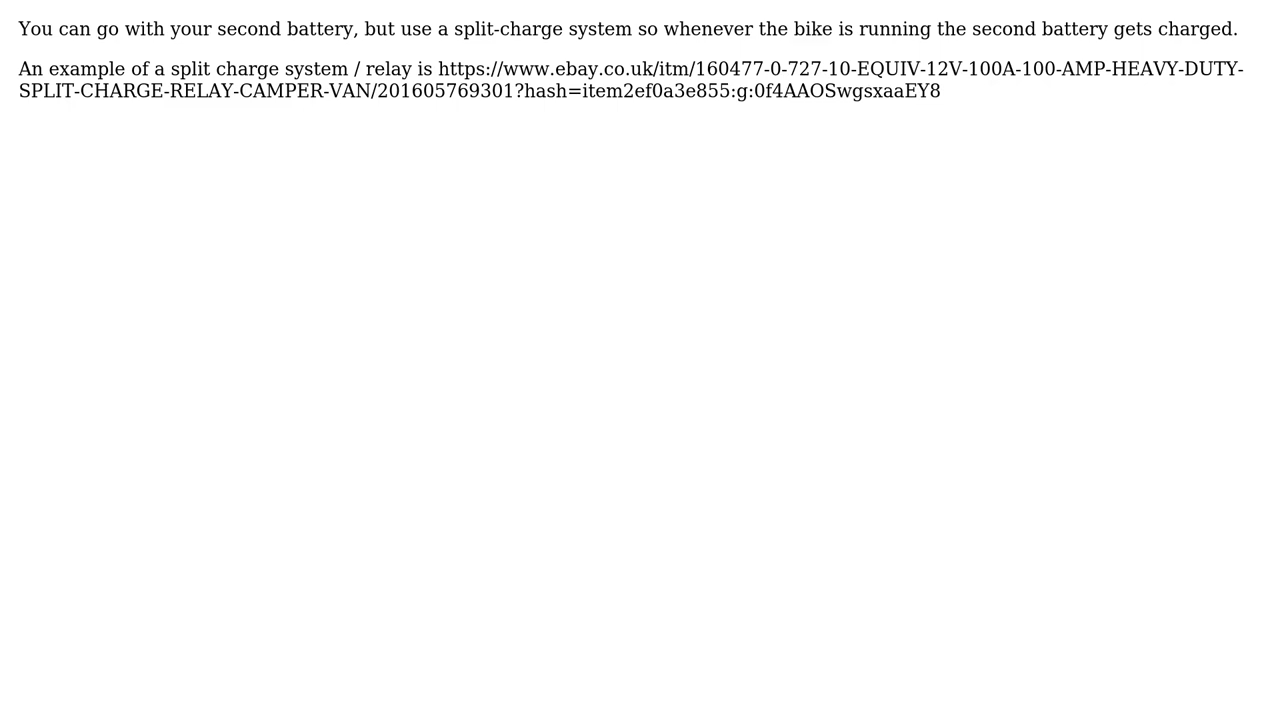 You can go with your second battery, but use a split-charge system so whenever the bike is running the second battery gets charged.
An example of a split charge system / relay is https://www.ebay.co.uk/itm/160477-0-727-10-EQUIV-12V-100A-100-AMP-HEAVY-DUTY-
SPLIT-CHARGE-RELAY-CAMPER-VAN/201605769301?hash=item2ef0a3e855:g:0f4AAOSwgsxaaEY8